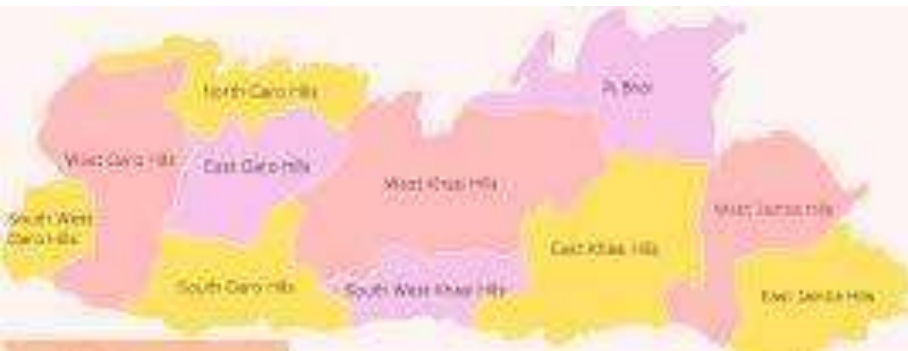 North Garo Hills
Ri Bhoi
West Garo Hills
East Garo Hills
West Khasi Hills
South West
Garo Hills
West Jaintia Hills
East Khasi Hills
South Garo Hills
South West Khasi Hills
East Jaintia Hills